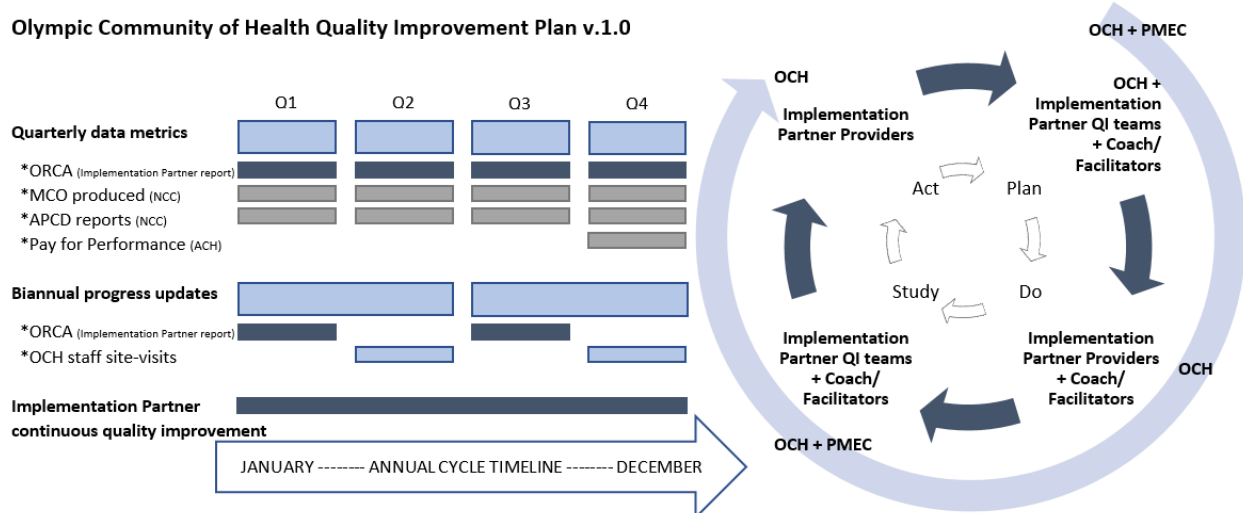 Olympic Community of Health Quality Improvement Plan v.1.0
Q1
Q2
Q3
Q4
Quarterly data metrics
*ORCA (Implementation Partner report)
*MCO produced (NCC)
*APCD reports (NCC)
*Pay for Performance (ACH)
Biannual progress updates
*ORCA (Implementation Partner report)
*OCH staff site-visits
Implementation Partner
continuous quality improvement
JANUARY -------- ANNUAL CYCLE TIMELINE -------- DECEMBER
OCH + PMEC
OCH
Implementation
Partner Providers
OCH +
Implementation
Partner QI teams
+ Coach/
Facilitators
Act
Plan
Study
Do
Implementation
Partner QI teams
+ Coach/
Facilitators
Implementation
Partner Providers
+ Coach/
Facilitators
OCH
OCH + PMEC